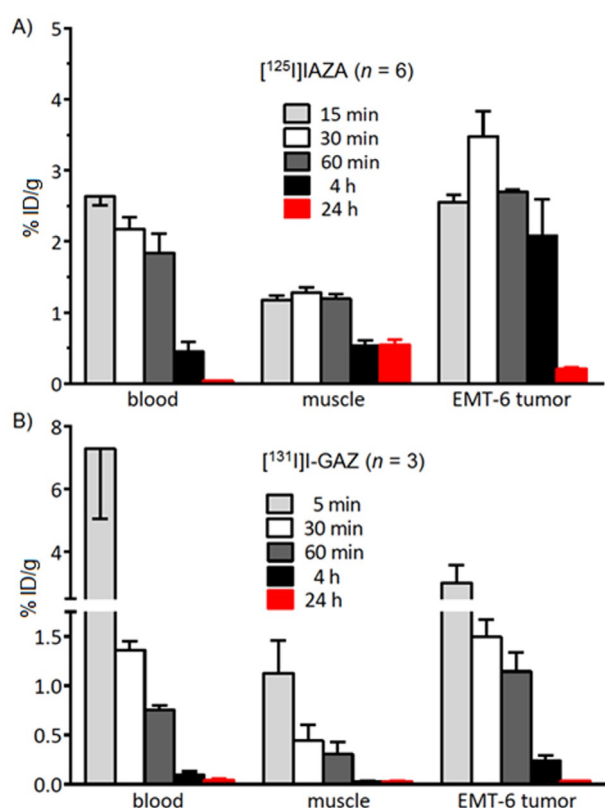 A)
[¹²⁵I]IAZA (n = 6)
15 min
30 min
60 min
4 h
24 h
% ID/g
5
4
3
2
1
0
blood muscle EMT-6 tumor
B)
[¹³¹I]I-GAZ (n = 3)
5 min
30 min
60 min
4 h
24 h
% ID/g
8
6
4
1.5
1.0
0.5
0.0
blood muscle EMT-6 tumor